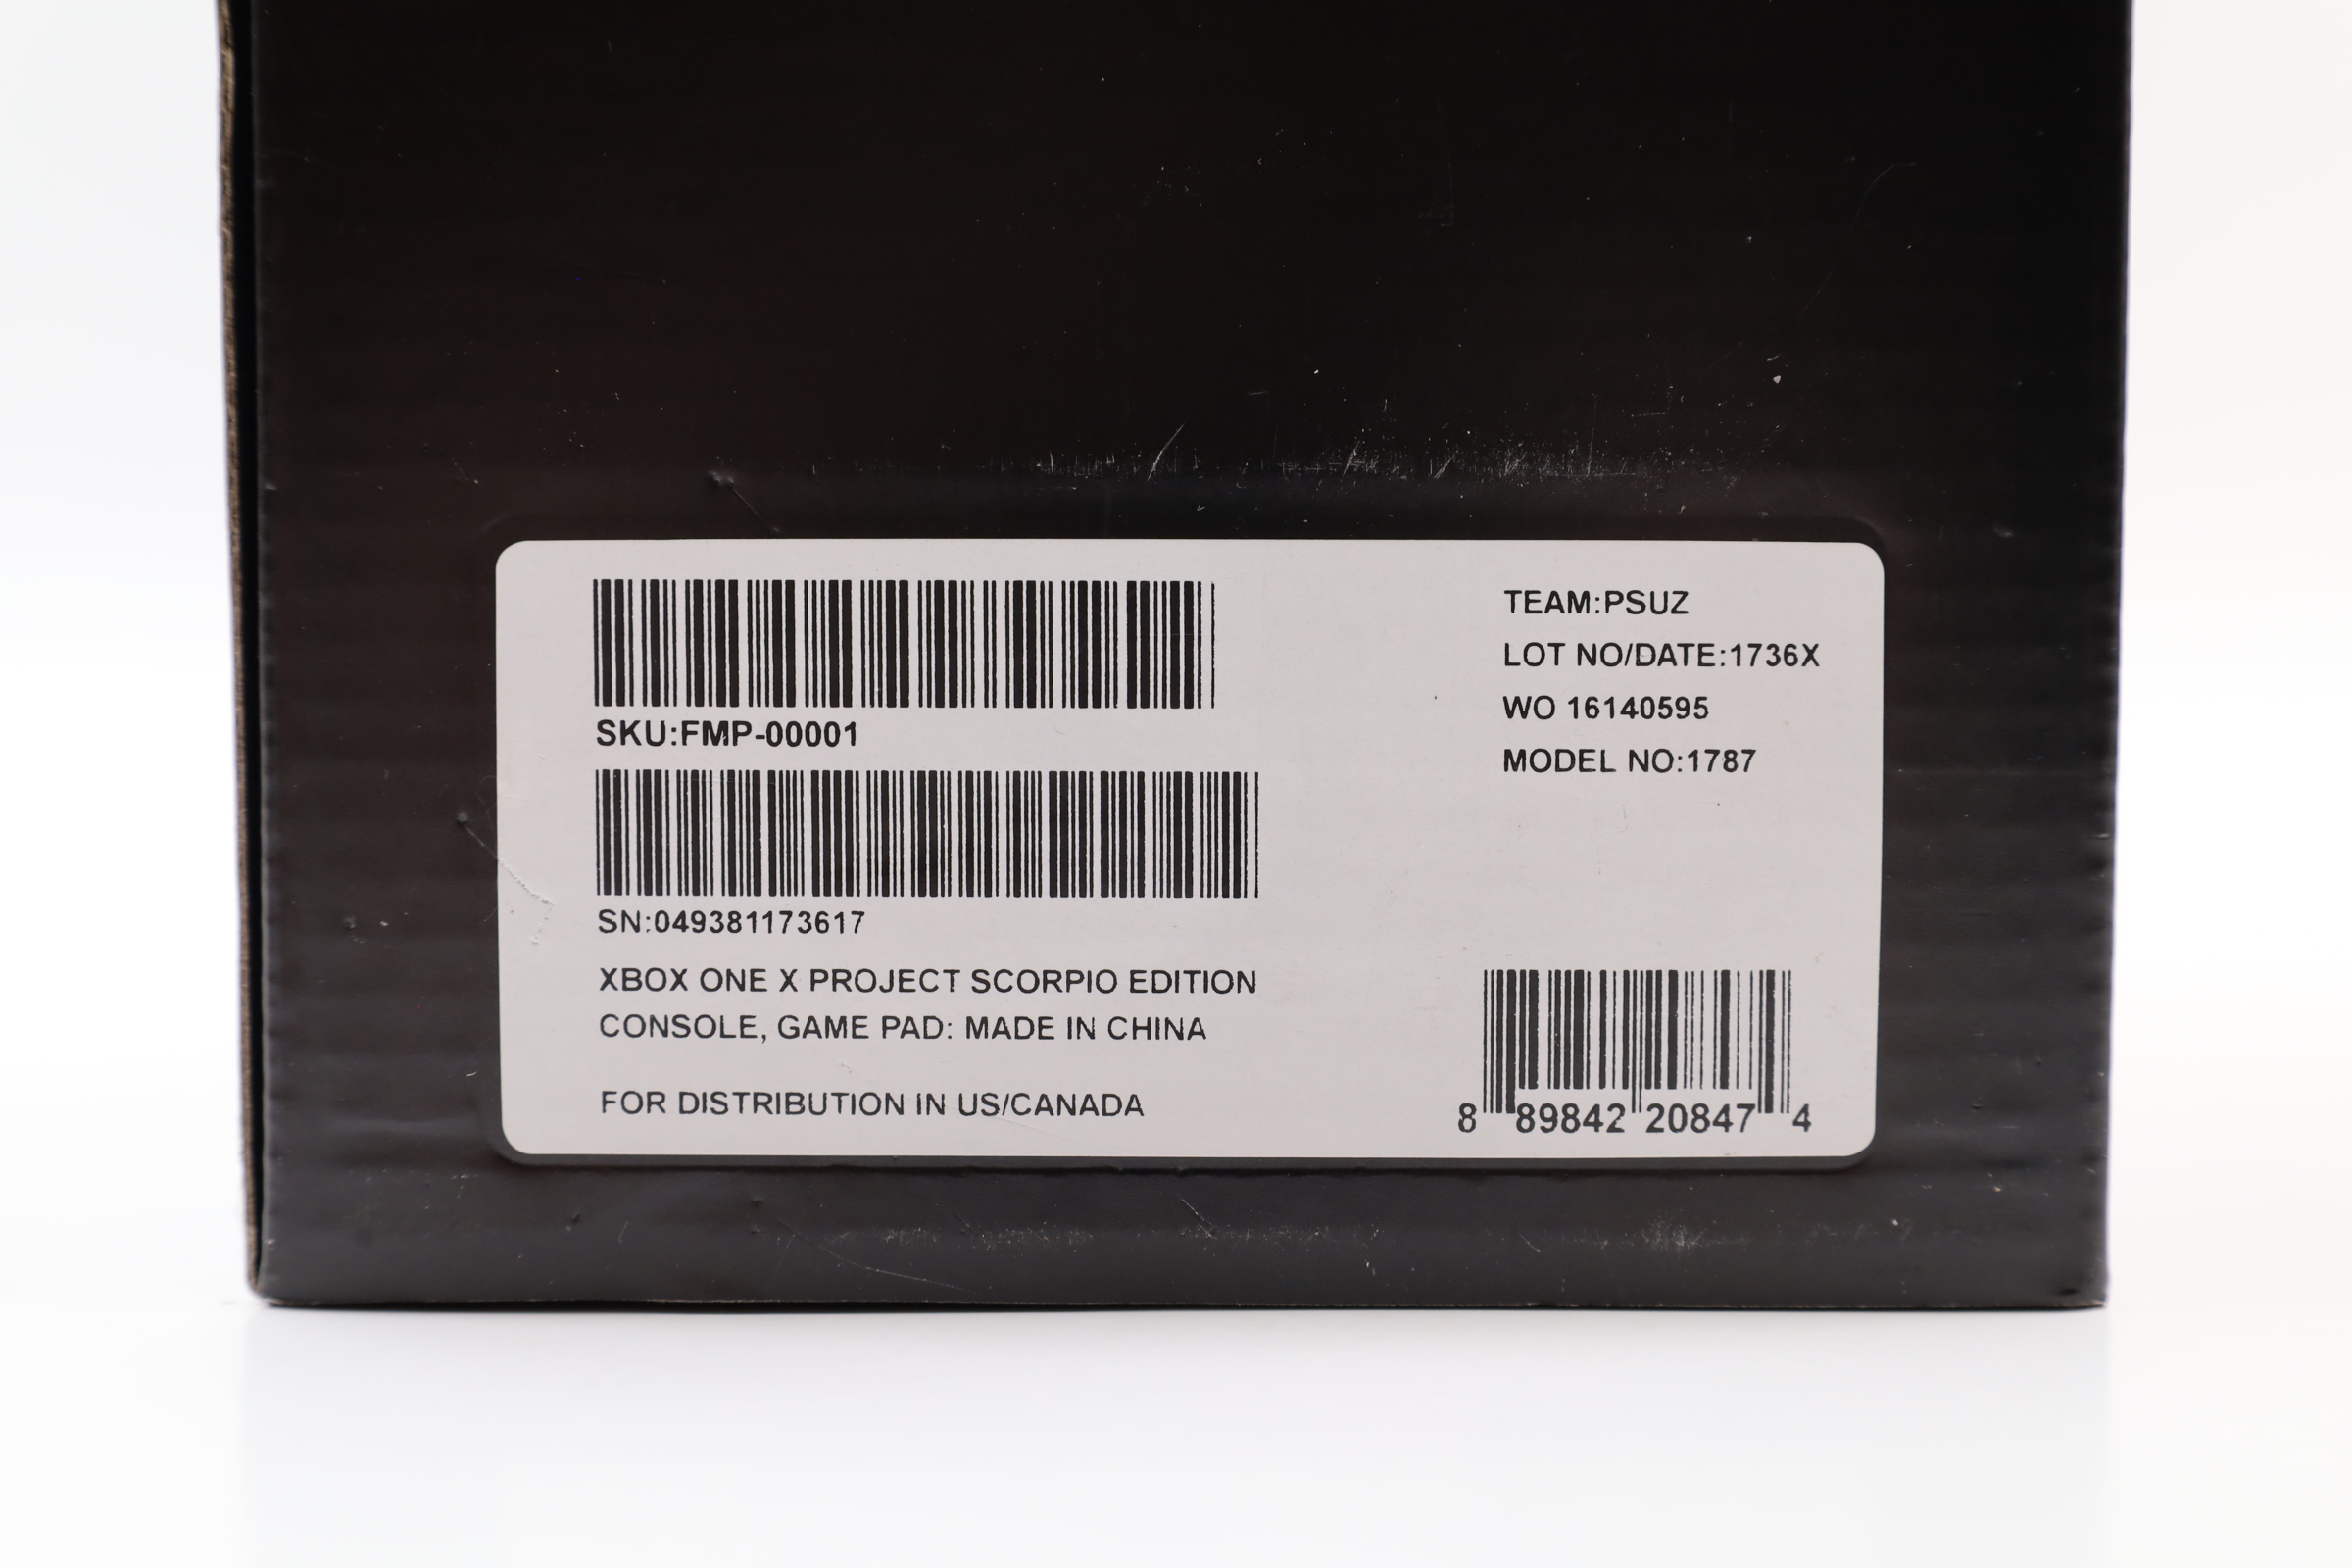 SKU:FMP-00001
SN:049381173617
XBOX ONE X PROJECT SCORPIO EDITION
CONSOLE, GAME PAD: MADE IN CHINA
FOR DISTRIBUTION IN US/CANADA
TEAM:PSUZ
LOT NO/DATE:1736X
WO 16140595
MODEL NO:1787
8 89842 20847 4